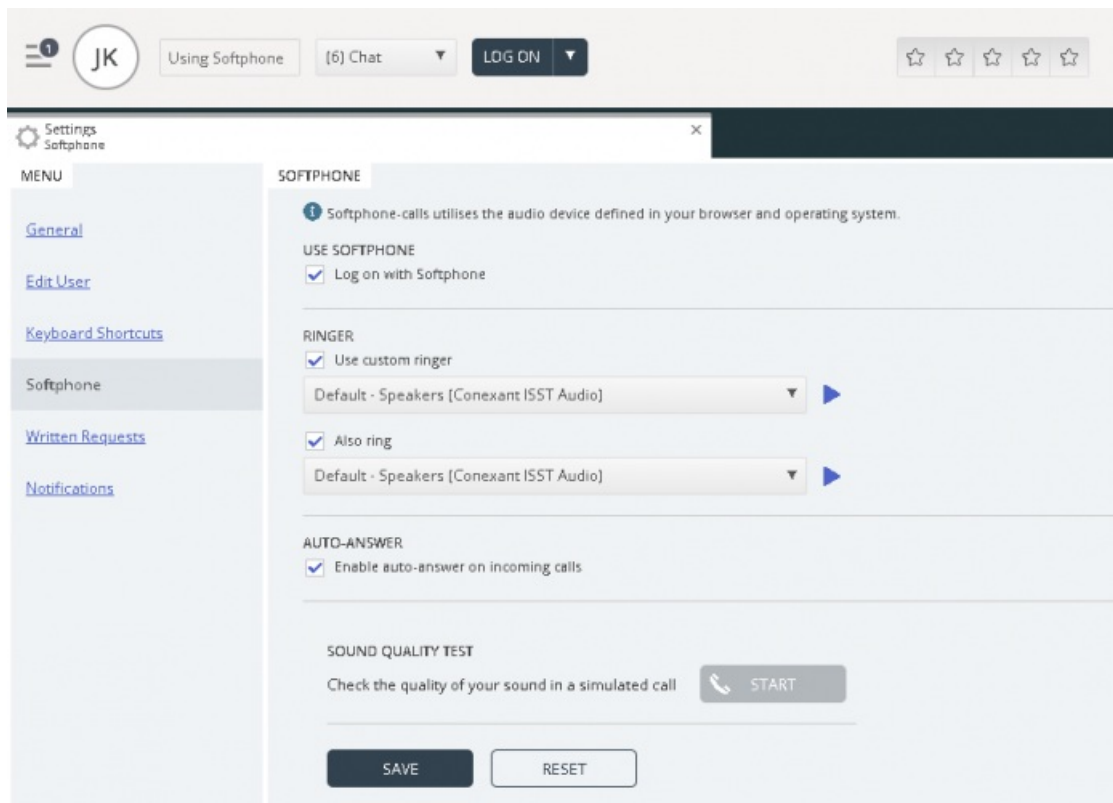 1
JK
Using Softphone
(6) Chat
LOG ON
Settings
Softphone
MENU
General
Edit User
Keyboard Shortcuts
Softphone
Written Requests
Notifications
SOFTPHONE
Softphone-calls utilises the audio device defined in your browser and operating system.
USE SOFTPHONE
Log on with Softphone
RINGER
Use custom ringer
Default - Speakers [Conexant ISST Audio]
Also ring
Default - Speakers [Conexant ISST Audio]
AUTO-ANSWER
Enable auto-answer on incoming calls
SOUND QUALITY TEST
Check the quality of your sound in a simulated call
START
SAVE
RESET